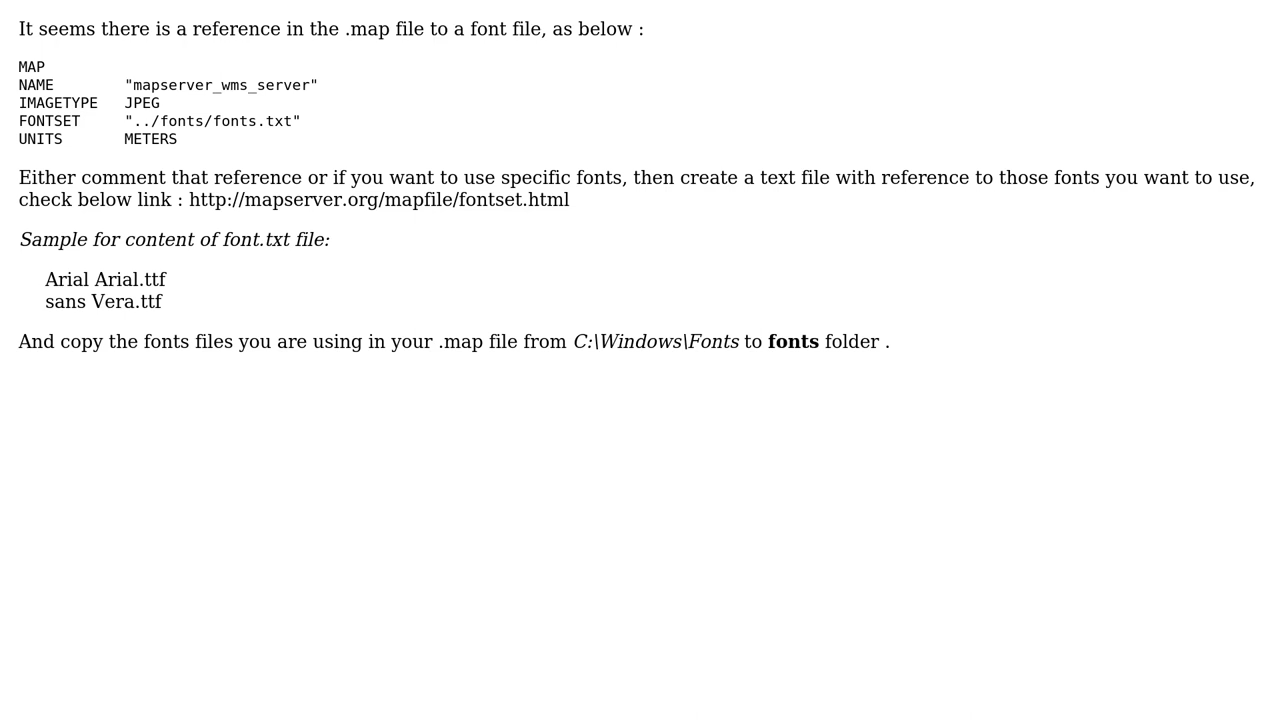 It seems there is a reference in the .map file to a font file, as below :
MAP
NAME        "mapserver_wms_server"
IMAGETYPE   JPEG
FONTSET     "../fonts/fonts.txt"
UNITS       METERS
Either comment that reference or if you want to use specific fonts, then create a text file with reference to those fonts you want to use,
check below link : http://mapserver.org/mapfile/fontset.html
Sample for content of font.txt file:
Arial Arial.ttf
sans Vera.ttf
And copy the fonts files you are using in your .map file from C:\Windows\Fonts to fonts folder .